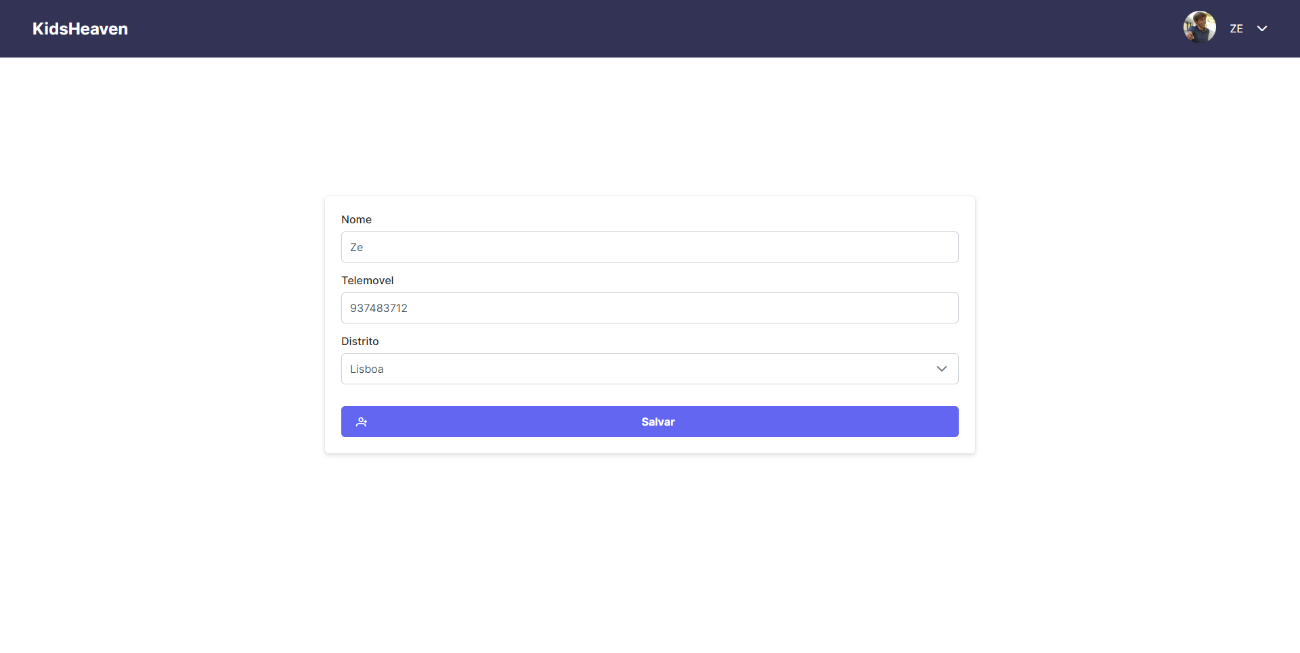 KidsHeaven
ZE
Nome
Ze
Telemovel
937483712
Distrito
Lisboa
Salvar